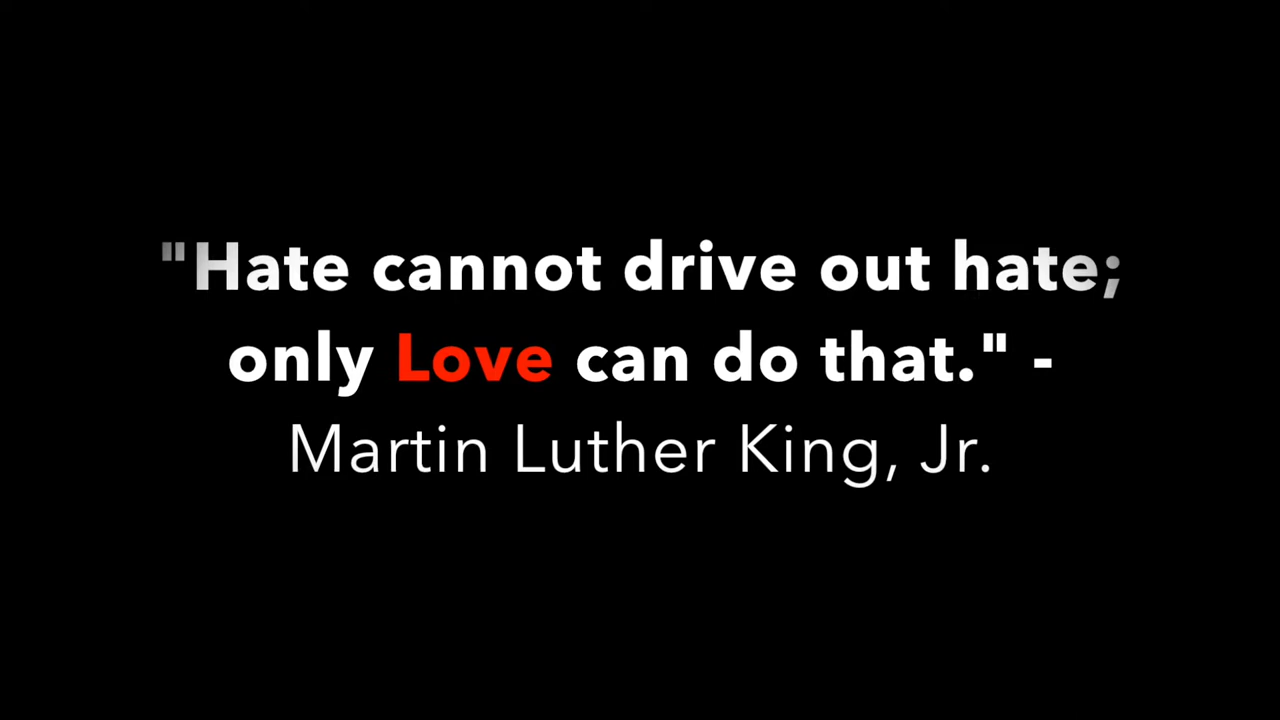 "Hate cannot drive out hate;
only Love can do that." -
Martin Luther King, Jr.